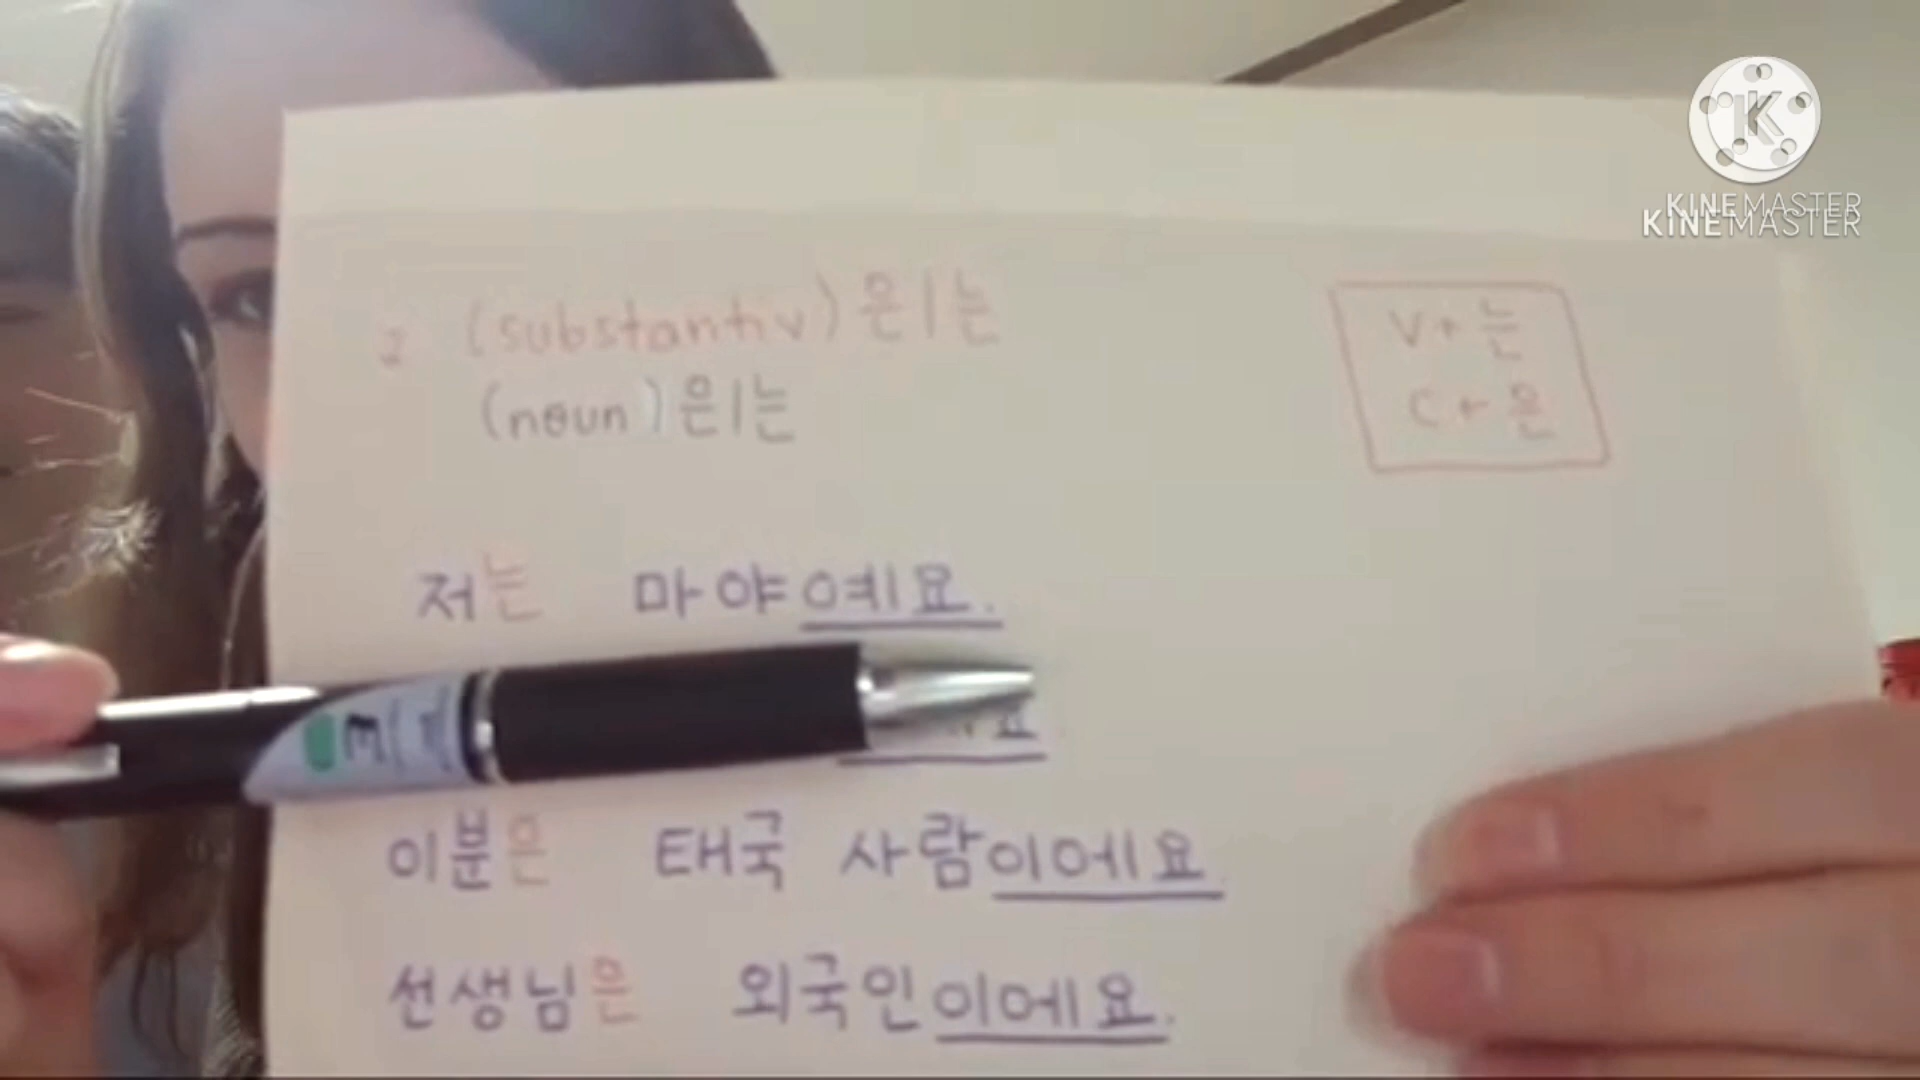 2 (substantiv) 은/는
(noun) 은/는
V+ 는
C+ 은
저는 마야예요.
요
이분은 태국 사람이에요.
선생님은 외국인이에요.
KINEMASTER
KINEMASTER